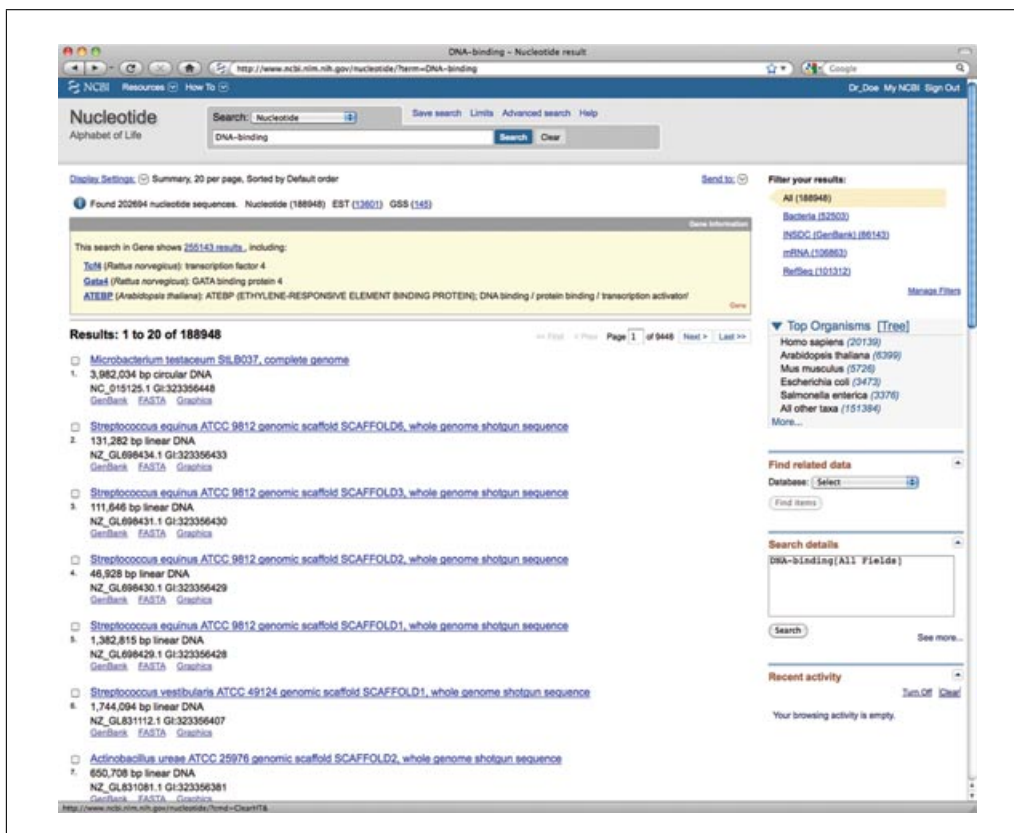 DNA-binding - Nucleotide result
http://www.ncbi.nlm.nih.gov/nucleotide/?term=DNA-binding
Google
NCBI Resources How To
Dr_Doe My NCBI Sign Out
Nucleotide
Alphabet of Life
Search: Nucleotide
Save search Limits Advanced search Help
DNA-binding
Search Clear
Display Settings: Summary, 20 per page, Sorted by Default order
Send to:
Found 202694 nucleotide sequences. Nucleotide (188948) EST (13601) GSS (145)
Gene Information
This search in Gene shows 255143 results, including:
Tcf4 (Rattus norvegicus): transcription factor 4
Gata4 (Rattus norvegicus): GATA binding protein 4
ATEBP (Arabidopsis thaliana): ATEBP (ETHYLENE-RESPONSIVE ELEMENT BINDING PROTEIN); DNA binding / protein binding / transcription activator/
Gene
Results: 1 to 20 of 188948
<< First < Prev Page 1 of 9448 Next > Last >>
Microbacterium testaceum StLB037, complete genome
1. 3,982,034 bp circular DNA
NC_015125.1 GI:323356448
GenBank FASTA Graphics
Streptococcus equinus ATCC 9812 genomic scaffold SCAFFOLD6, whole genome shotgun sequence
2. 131,282 bp linear DNA
NZ_GL698434.1 GI:323356433
GenBank FASTA Graphics
Streptococcus equinus ATCC 9812 genomic scaffold SCAFFOLD3, whole genome shotgun sequence
3. 111,646 bp linear DNA
NZ_GL698431.1 GI:323356430
GenBank FASTA Graphics
Streptococcus equinus ATCC 9812 genomic scaffold SCAFFOLD2, whole genome shotgun sequence
4. 46,928 bp linear DNA
NZ_GL698430.1 GI:323356429
GenBank FASTA Graphics
Streptococcus equinus ATCC 9812 genomic scaffold SCAFFOLD1, whole genome shotgun sequence
5. 1,382,815 bp linear DNA
NZ_GL698429.1 GI:323356428
GenBank FASTA Graphics
Streptococcus vestibularis ATCC 49124 genomic scaffold SCAFFOLD1, whole genome shotgun sequence
6. 1,744,094 bp linear DNA
NZ_GL831112.1 GI:323356407
GenBank FASTA Graphics
Actinobacillus ureae ATCC 25976 genomic scaffold SCAFFOLD2, whole genome shotgun sequence
7. 650,708 bp linear DNA
NZ_GL831081.1 GI:323356381
GenBank FASTA Graphics
Filter your results:
All (188948)
Bacteria (52503)
INSDC (GenBank) (86143)
mRNA (106863)
RefSeq (101312)
Manage Filters
Top Organisms [Tree]
Homo sapiens (20139)
Arabidopsis thaliana (6399)
Mus musculus (5726)
Escherichia coli (3473)
Salmonella enterica (3376)
All other taxa (151384)
More...
Find related data
Database: Select
Find items
Search details
DNA-binding[All Fields]
Search
See more...
Recent activity
Turn Off Clear
Your browsing activity is empty.
http://www.ncbi.nlm.nih.gov/nucleotide/?cmd=ClearHT&